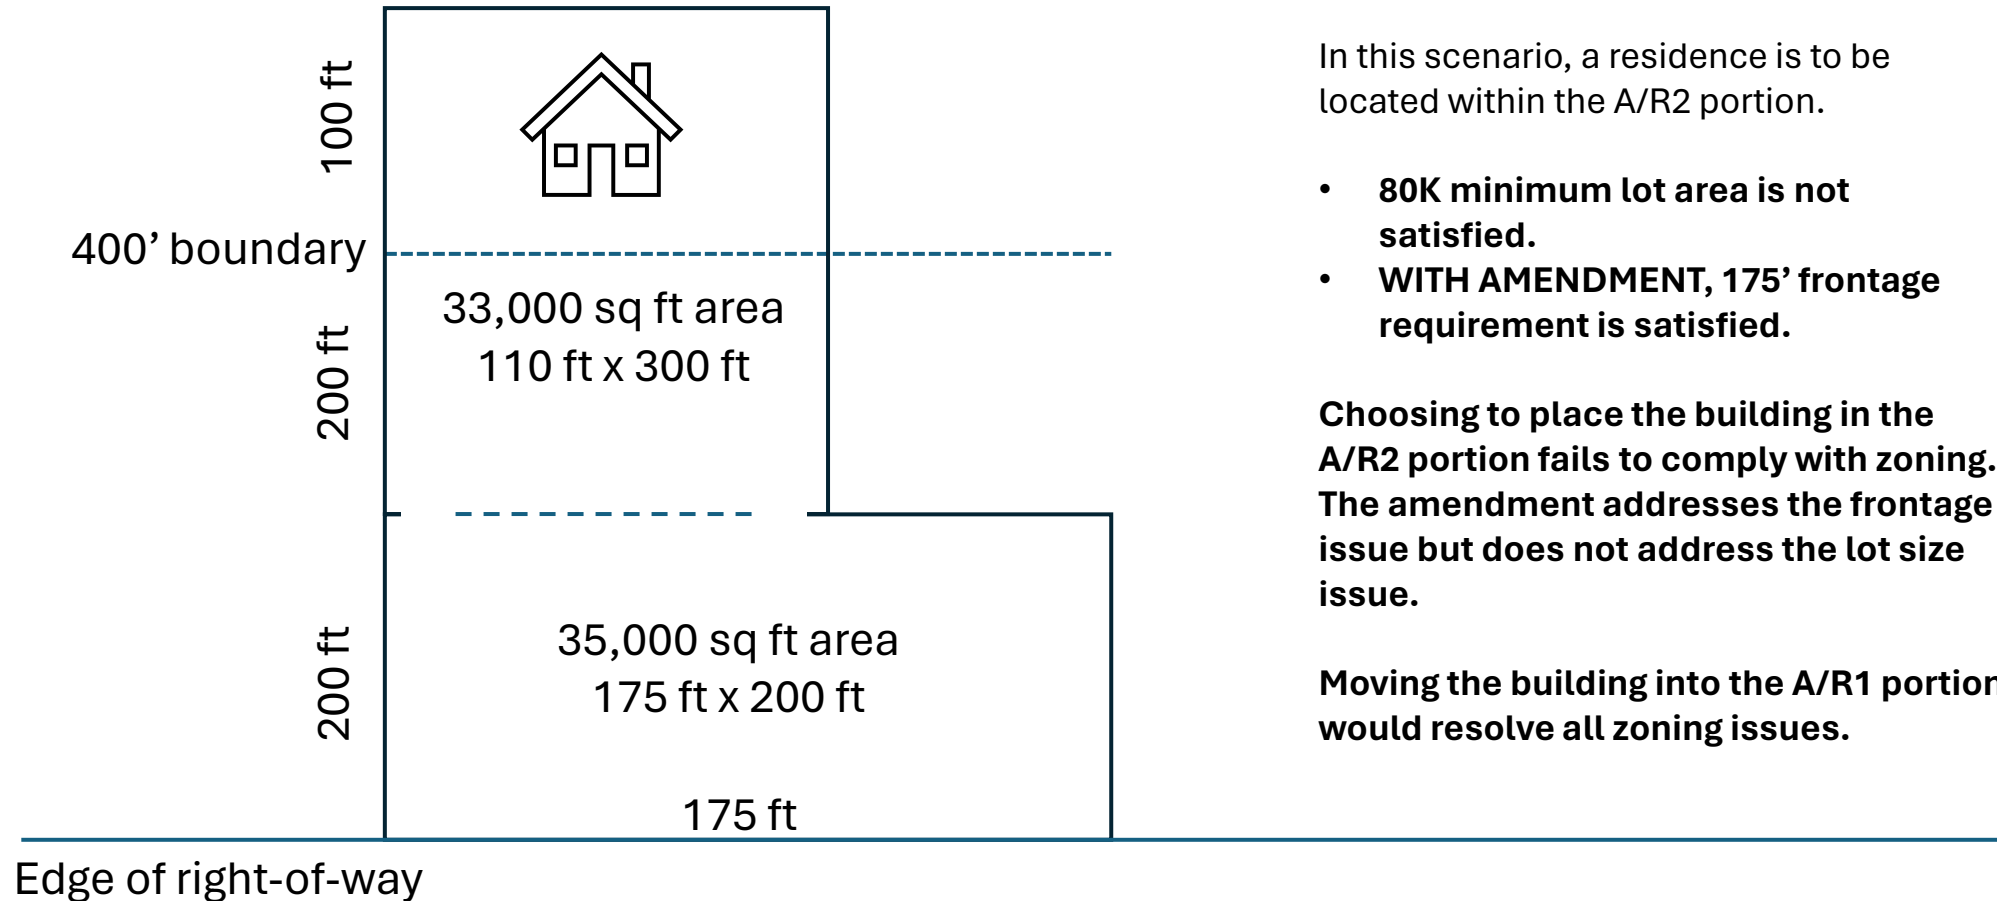 100 ft
400’ boundary
33,000 sq ft area
110 ft x 300 ft
200 ft
35,000 sq ft area
175 ft x 200 ft
200 ft
175 ft
Edge of right-of-way
In this scenario, a residence is to be
located within the A/R2 portion.
• 80K minimum lot area is not
satisfied.
• WITH AMENDMENT, 175’ frontage
requirement is satisfied.
Choosing to place the building in the
A/R2 portion fails to comply with zoning.
The amendment addresses the frontage
issue but does not address the lot size
issue.
Moving the building into the A/R1 portion
would resolve all zoning issues.